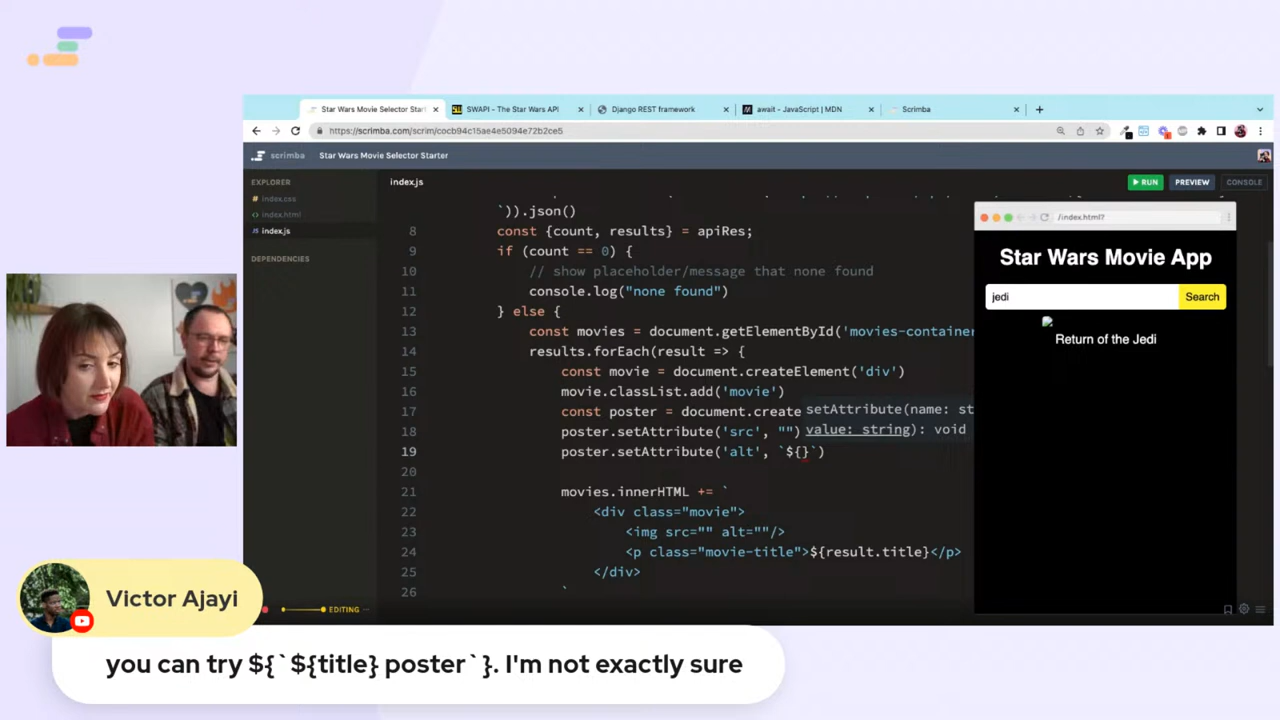 Star Wars Movie Selector Start
SWAPI - The Star Wars API
Django REST framework
await - JavaScript | MDN
Scrimba
https://scrimba.com/scrim/cocb94c15ae4e5094e72b2ce5
scrimba
Star Wars Movie Selector Starter
EXPLORER
index.css
index.html
index.js
DEPENDENCIES
index.js
RUN
PREVIEW
CONSOLE
`)).json()
8 const {count, results} = apiRes;
9 if (count == 0) {
10 // show placeholder/message that none found
11 console.log("none found")
12 } else {
13 const movies = document.getElementById('movies-container
14 results.forEach(result => {
15 const movie = document.createElement('div')
16 movie.classList.add('movie')
17 const poster = document.create
setAttribute(name: st
value: string): void
18 poster.setAttribute('src', "")
19 poster.setAttribute('alt', `${}`)
20
21 movies.innerHTML += `
22 <div class="movie">
23 <img src="" alt=""/>
24 <p class="movie-title">${result.title}</p>
25 </div>
26 `
/index.html?
Star Wars Movie App
jedi
Search
Return of the Jedi
EDITING
Victor Ajayi
you can try ${`${title} poster`}. I'm not exactly sure